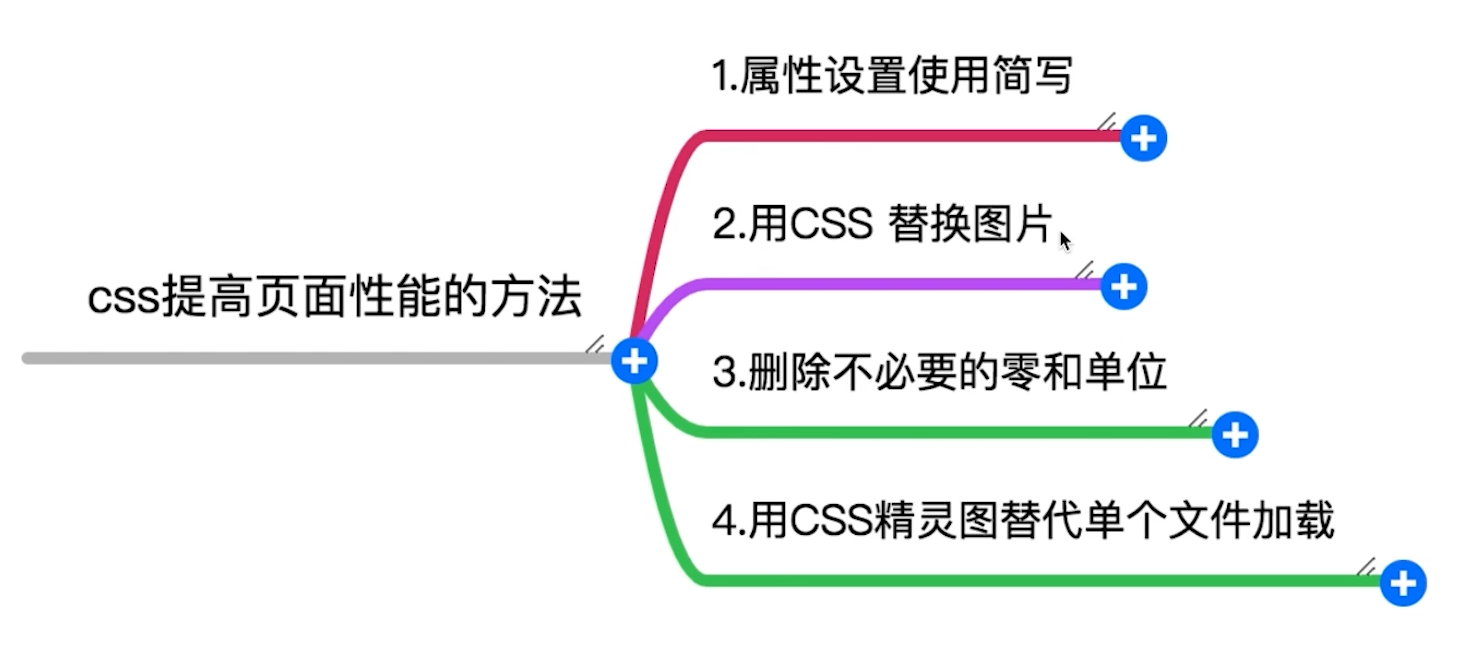 1.属性设置使用简写
2.用CSS 替换图片
css提高页面性能的方法
3.删除不必要的零和单位
4.用CSS精灵图替代单个文件加载